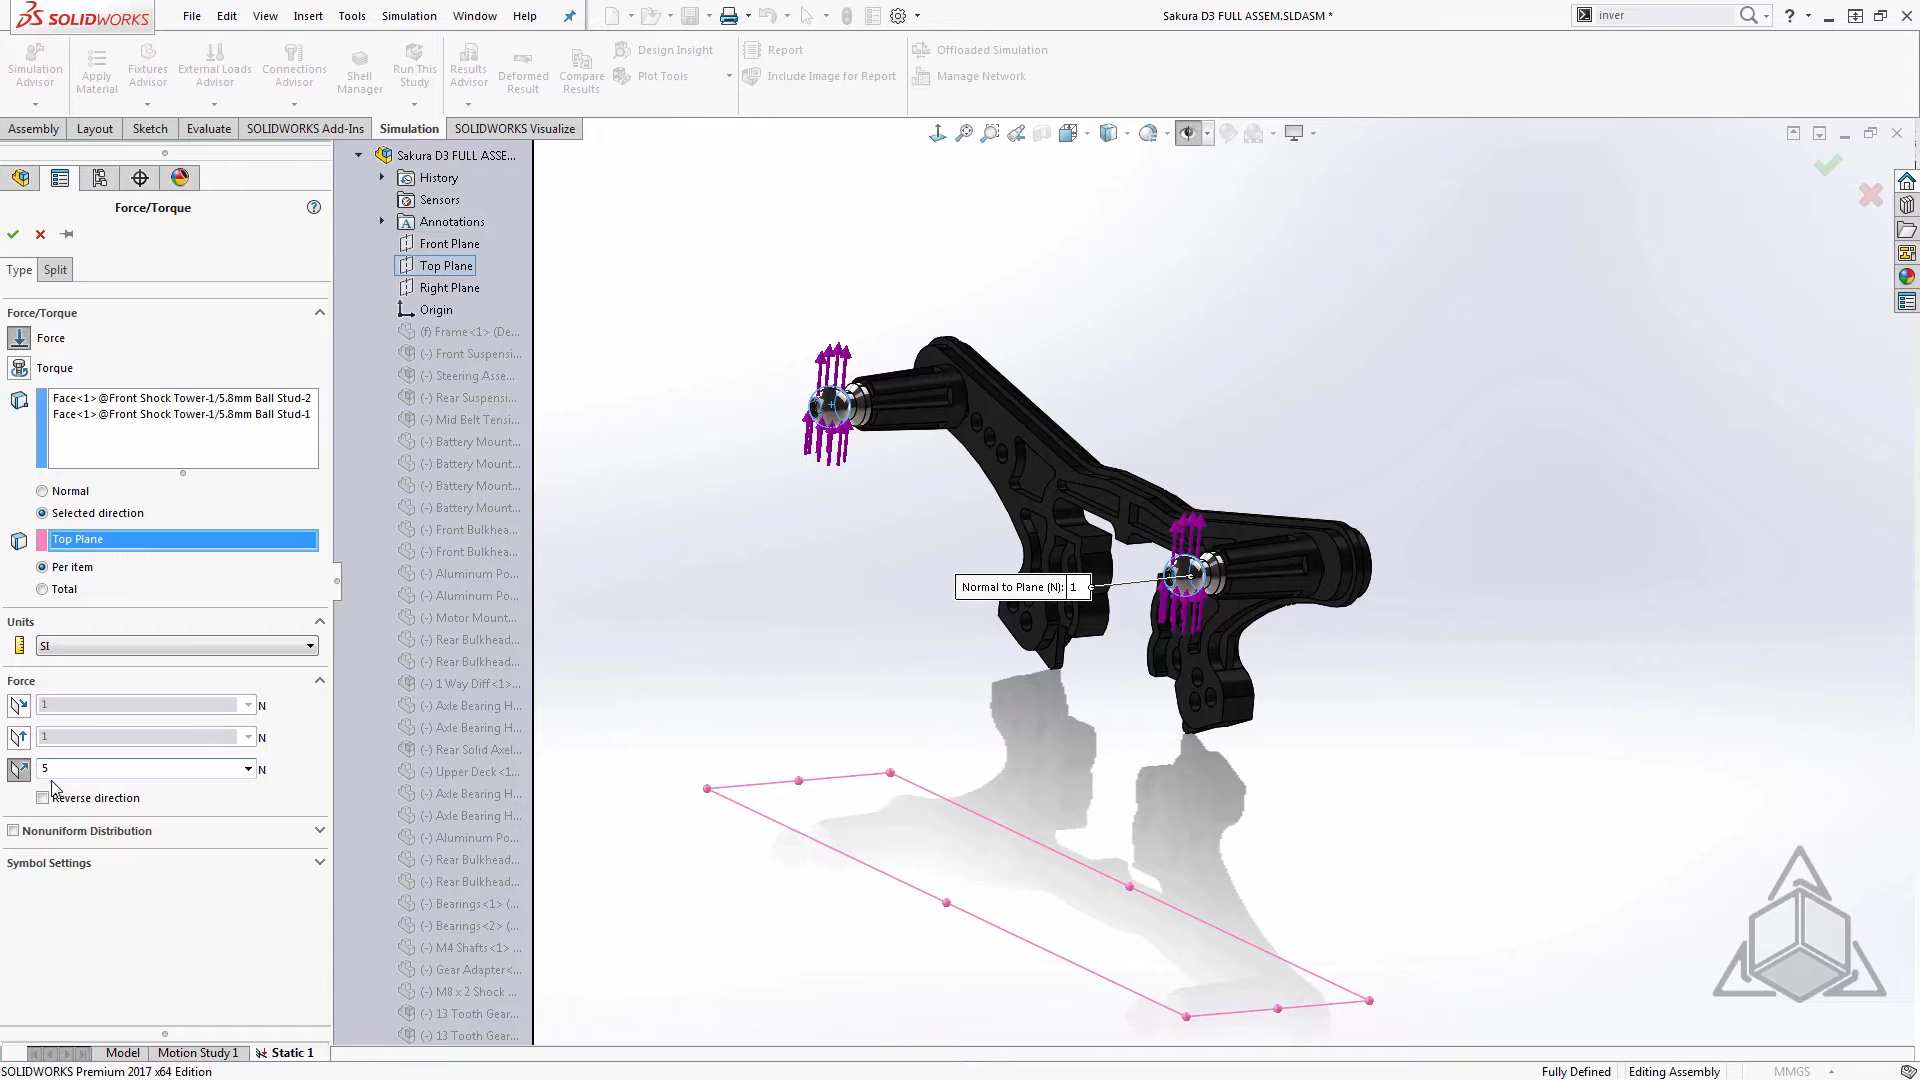 SOLIDWORKS
File Edit View Insert Tools Simulation Window Help
Sakura D3 FULL ASSEM.SLDASM *
inver
Simulation Advisor
Apply Material
Fixtures Advisor
External Loads Advisor
Connections Advisor
Shell Manager
Run This Study
Results Advisor
Deformed Result
Compare Results
Design Insight
Plot Tools
Report
Include Image for Report
Offloaded Simulation
Manage Network
Assembly Layout Sketch Evaluate SOLIDWORKS Add-Ins Simulation SOLIDWORKS Visualize
Force/Torque
Type Split
Force/Torque
Force
Torque
Face<1> @Front Shock Tower-1/5.8mm Ball Stud-2
Face<1> @Front Shock Tower-1/5.8mm Ball Stud-1
Normal
Selected direction
Top Plane
Per item
Total
Units
SI
Force
1 N
1 N
5 N
Reverse direction
Nonuniform Distribution
Symbol Settings
Sakura D3 FULL ASSE...
History
Sensors
Annotations
Front Plane
Top Plane
Right Plane
Origin
(f) Frame<1> (De...
(-) Front Suspensi...
(-) Steering Asse...
(-) Rear Suspensi...
(-) Mid Belt Tensi...
(-) Battery Mount...
(-) Battery Mount...
(-) Battery Mount...
(-) Battery Mount...
(-) Front Bulkhea...
(-) Front Bulkhea...
(-) Aluminum Po...
(-) Aluminum Po...
(-) Motor Mount...
(-) Rear Bulkhead...
(-) Rear Bulkhead...
(-) 1 Way Diff<1>...
(-) Axle Bearing H...
(-) Axle Bearing H...
(-) Rear Solid Axel...
(-) Upper Deck<1...
(-) Axle Bearing H...
(-) Axle Bearing H...
(-) Aluminum Po...
(-) Rear Bulkhead...
(-) Rear Bulkhead...
(-) Bearings<1> (...
(-) Bearings<2> (...
(-) M4 Shafts<1> ...
(-) Gear Adapter<...
(-) M8 x 2 Shock ...
(-) 13 Tooth Gear...
(-) 13 Tooth Gear...
Normal to Plane (N): 1
Model Motion Study 1 Static 1
SOLIDWORKS Premium 2017 x64 Edition
Fully Defined Editing Assembly MMGS